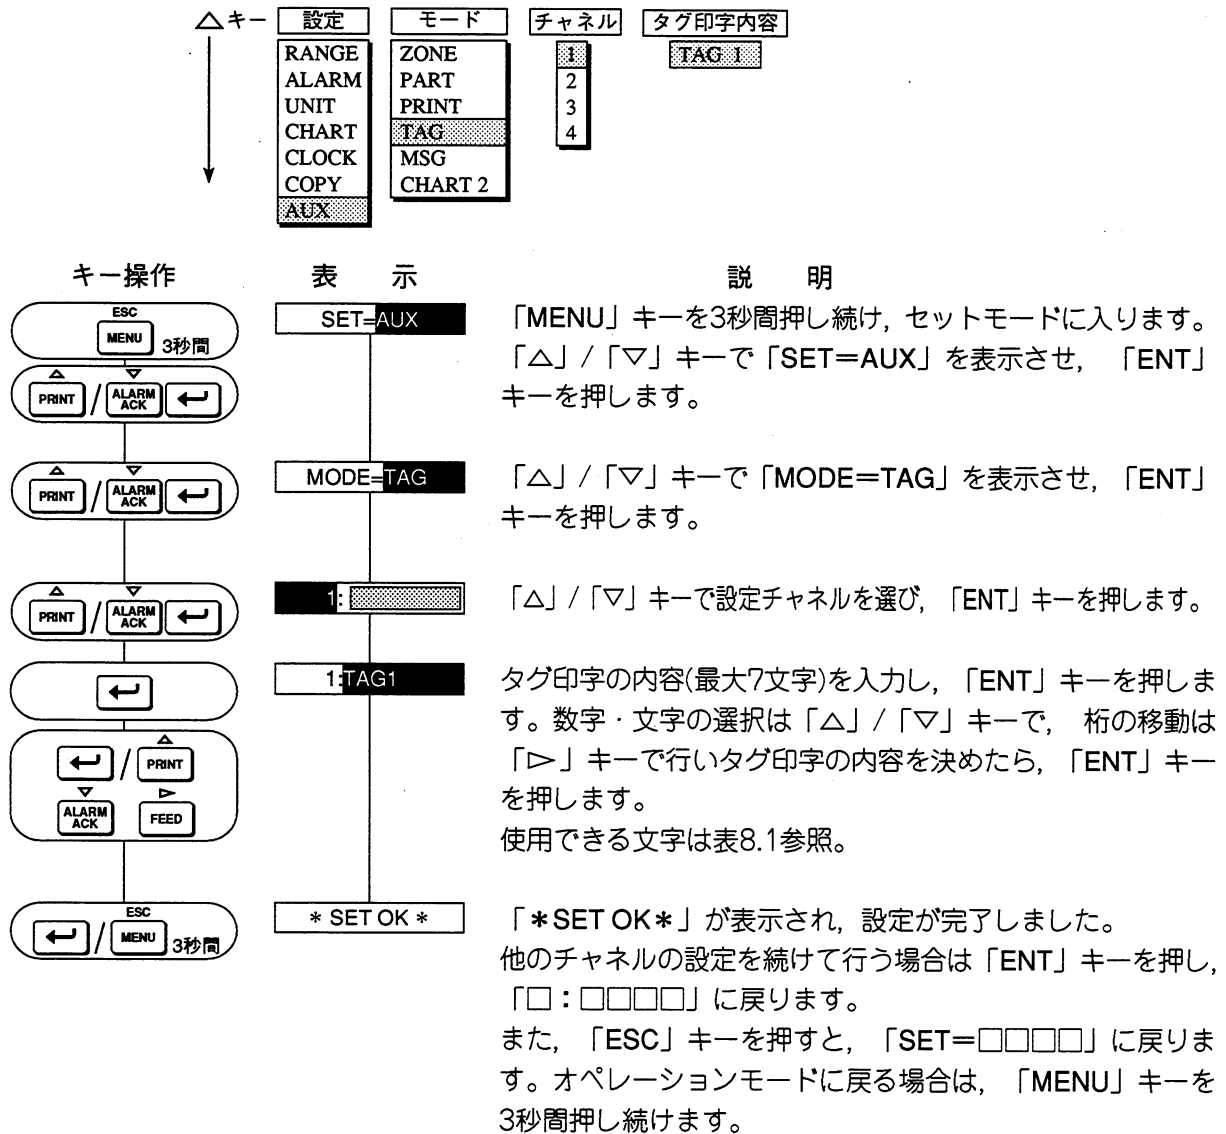 △キー 設定 モード チャネル タグ印字内容
RANGE ZONE 1 TAG 1
ALARM PART 2
UNIT PRINT 3
CHART TAG 4
CLOCK MSG
COPY CHART 2
AUX
キー操作 表 示 説 明
ESC
MENU 3秒間
SET=AUX
「MENU」キーを3秒間押し続け,セットモードに入ります。
「△」/「▽」キーで「SET=AUX」を表示させ, 「ENT」
キーを押します。
△ ▽
PRINT / ALARM ACK ↵
△ ▽
PRINT / ALARM ACK ↵
MODE=TAG
「△」/「▽」キーで「MODE=TAG」を表示させ,「ENT」
キーを押します。
△ ▽
PRINT / ALARM ACK ↵
1:
「△」/「▽」キーで設定チャネルを選び,「ENT」キーを押します。
↵
1:TAG1
タグ印字の内容(最大7文字)を入力し,「ENT」キーを押しま
す。数字・文字の選択は「△」/「▽」キーで, 桁の移動は
「▷」キーで行いタグ印字の内容を決めたら,「ENT」キー
を押します。
使用できる文字は表8.1参照。
△
↵ / PRINT
▽ ▷
ALARM ACK FEED
ESC
↵ / MENU 3秒間
* SET OK *
「*SET OK*」が表示され,設定が完了しました。
他のチャネルの設定を続けて行う場合は「ENT」キーを押し,
「□:□□□□」に戻ります。
また,「ESC」キーを押すと,「SET=□□□□」に戻りま
す。オペレーションモードに戻る場合は,「MENU」キーを
3秒間押し続けます。